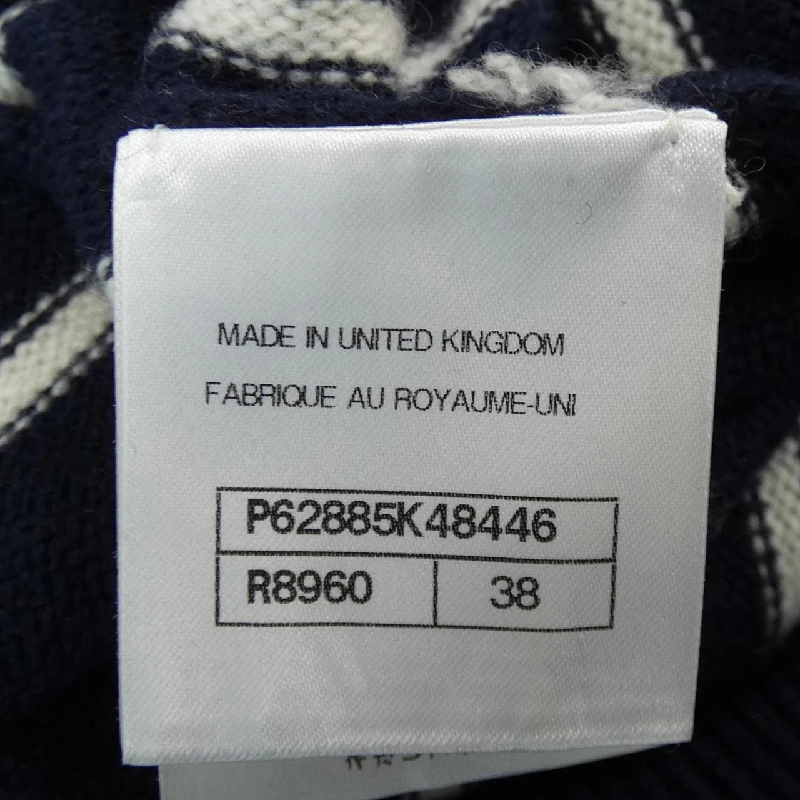 MADE IN UNITED KINGDOM
FABRIQUE AU ROYAUME-UNI
P62885K48446
R8960 38